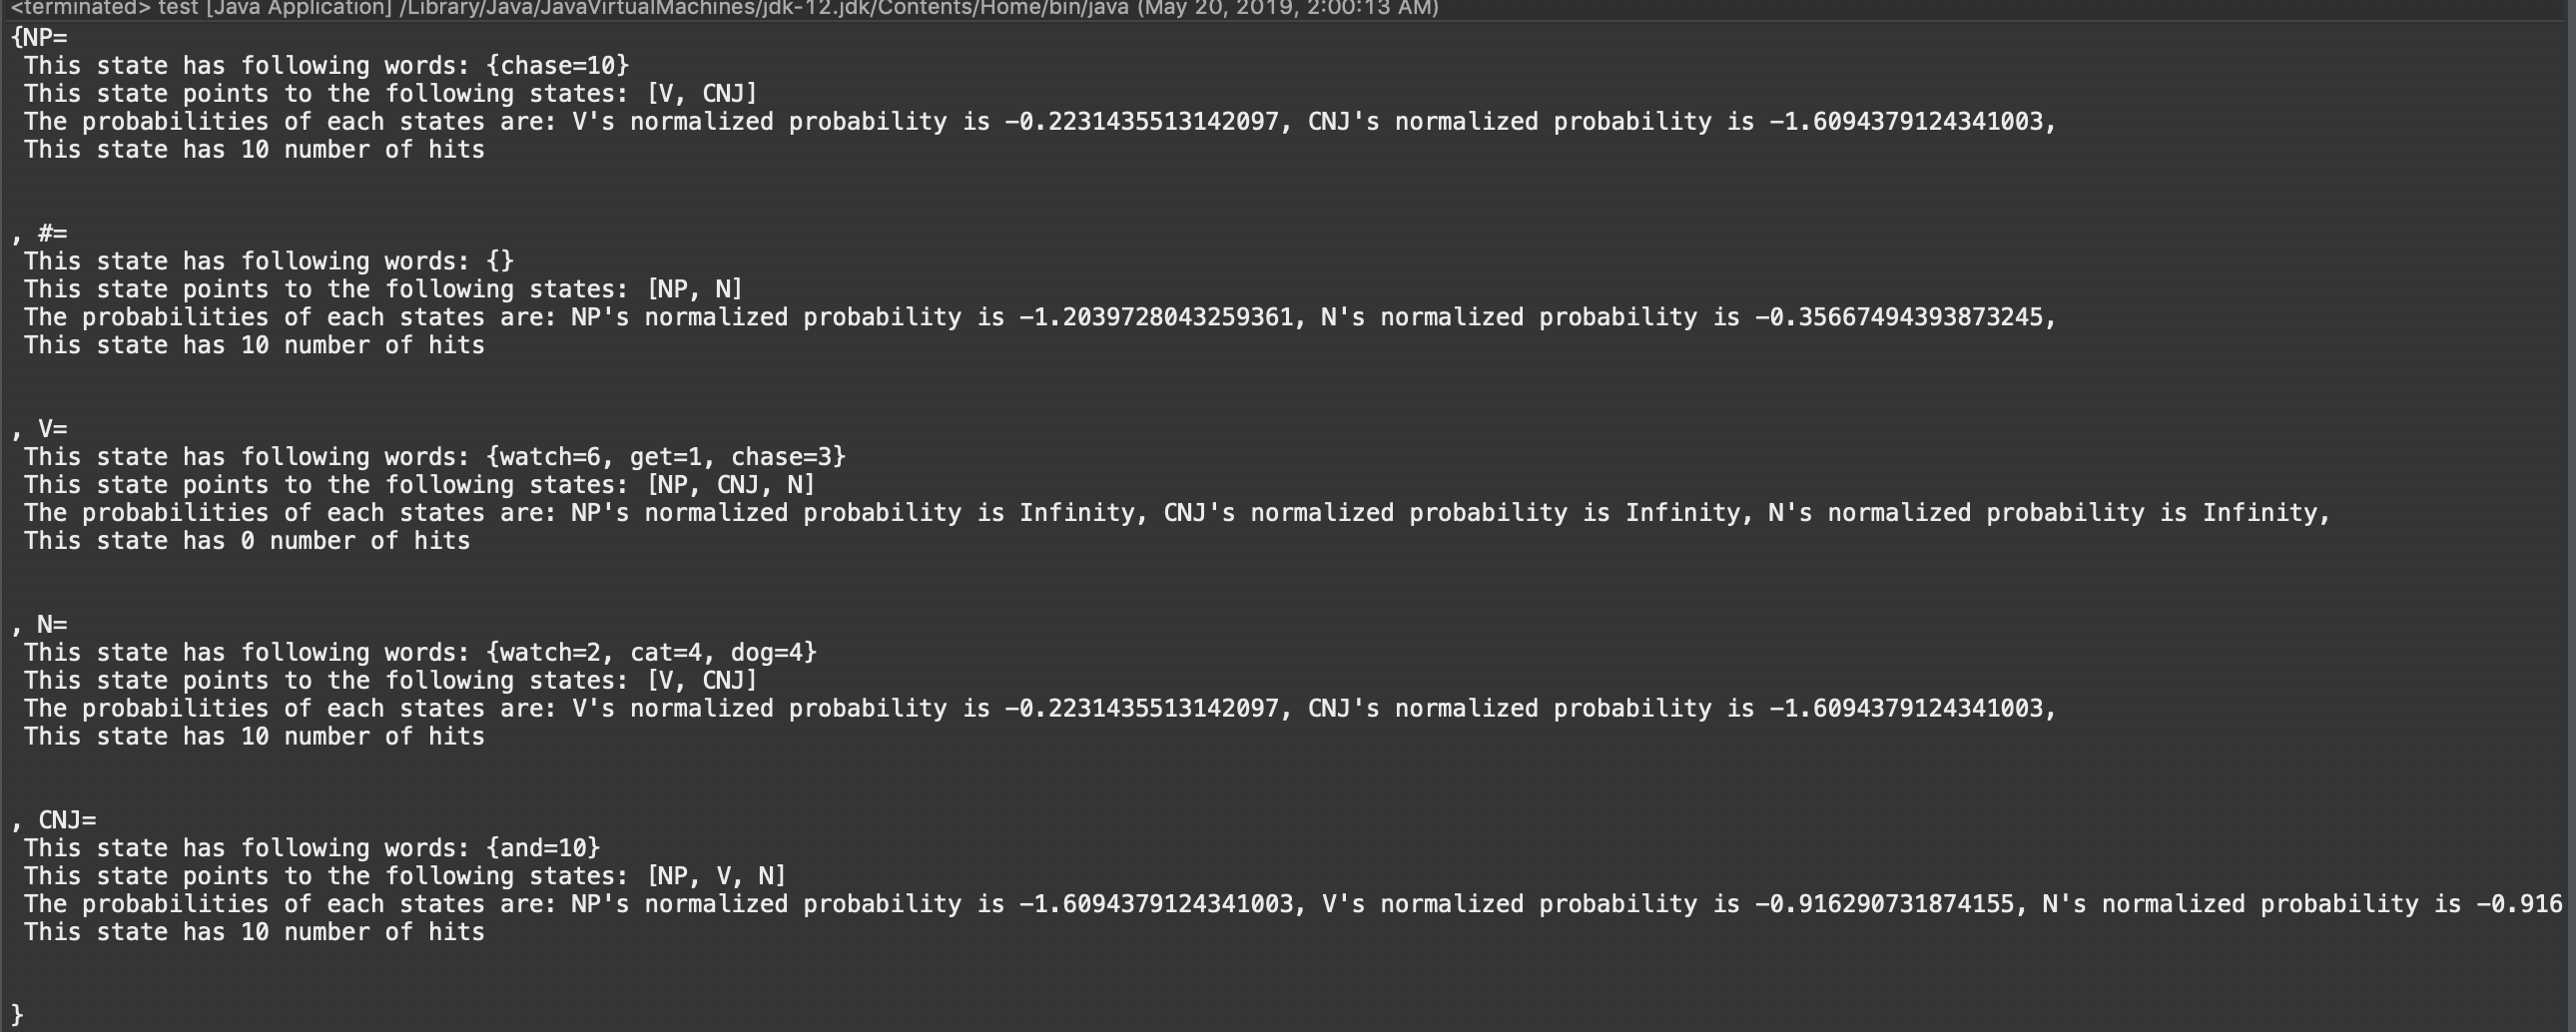 <terminated> test [Java Application] /Library/Java/JavaVirtualMachines/jdk-12.jdk/Contents/Home/bin/java (May 20, 2019, 2:00:13 AM)
{NP=
This state has following words: {chase=10}
This state points to the following states: [V, CNJ]
The probabilities of each states are: V's normalized probability is -0.2231435513142097, CNJ's normalized probability is -1.6094379124341003,
This state has 10 number of hits
, #=
This state has following words: {}
This state points to the following states: [NP, N]
The probabilities of each states are: NP's normalized probability is -1.2039728043259361, N's normalized probability is -0.35667494393873245,
This state has 10 number of hits
, V=
This state has following words: {watch=6, get=1, chase=3}
This state points to the following states: [NP, CNJ, N]
The probabilities of each states are: NP's normalized probability is Infinity, CNJ's normalized probability is Infinity, N's normalized probability is Infinity,
This state has 0 number of hits
, N=
This state has following words: {watch=2, cat=4, dog=4}
This state points to the following states: [V, CNJ]
The probabilities of each states are: V's normalized probability is -0.2231435513142097, CNJ's normalized probability is -1.6094379124341003,
This state has 10 number of hits
, CNJ=
This state has following words: {and=10}
This state points to the following states: [NP, V, N]
The probabilities of each states are: NP's normalized probability is -1.6094379124341003, V's normalized probability is -0.916290731874155, N's normalized probability is -0.916
This state has 10 number of hits
}